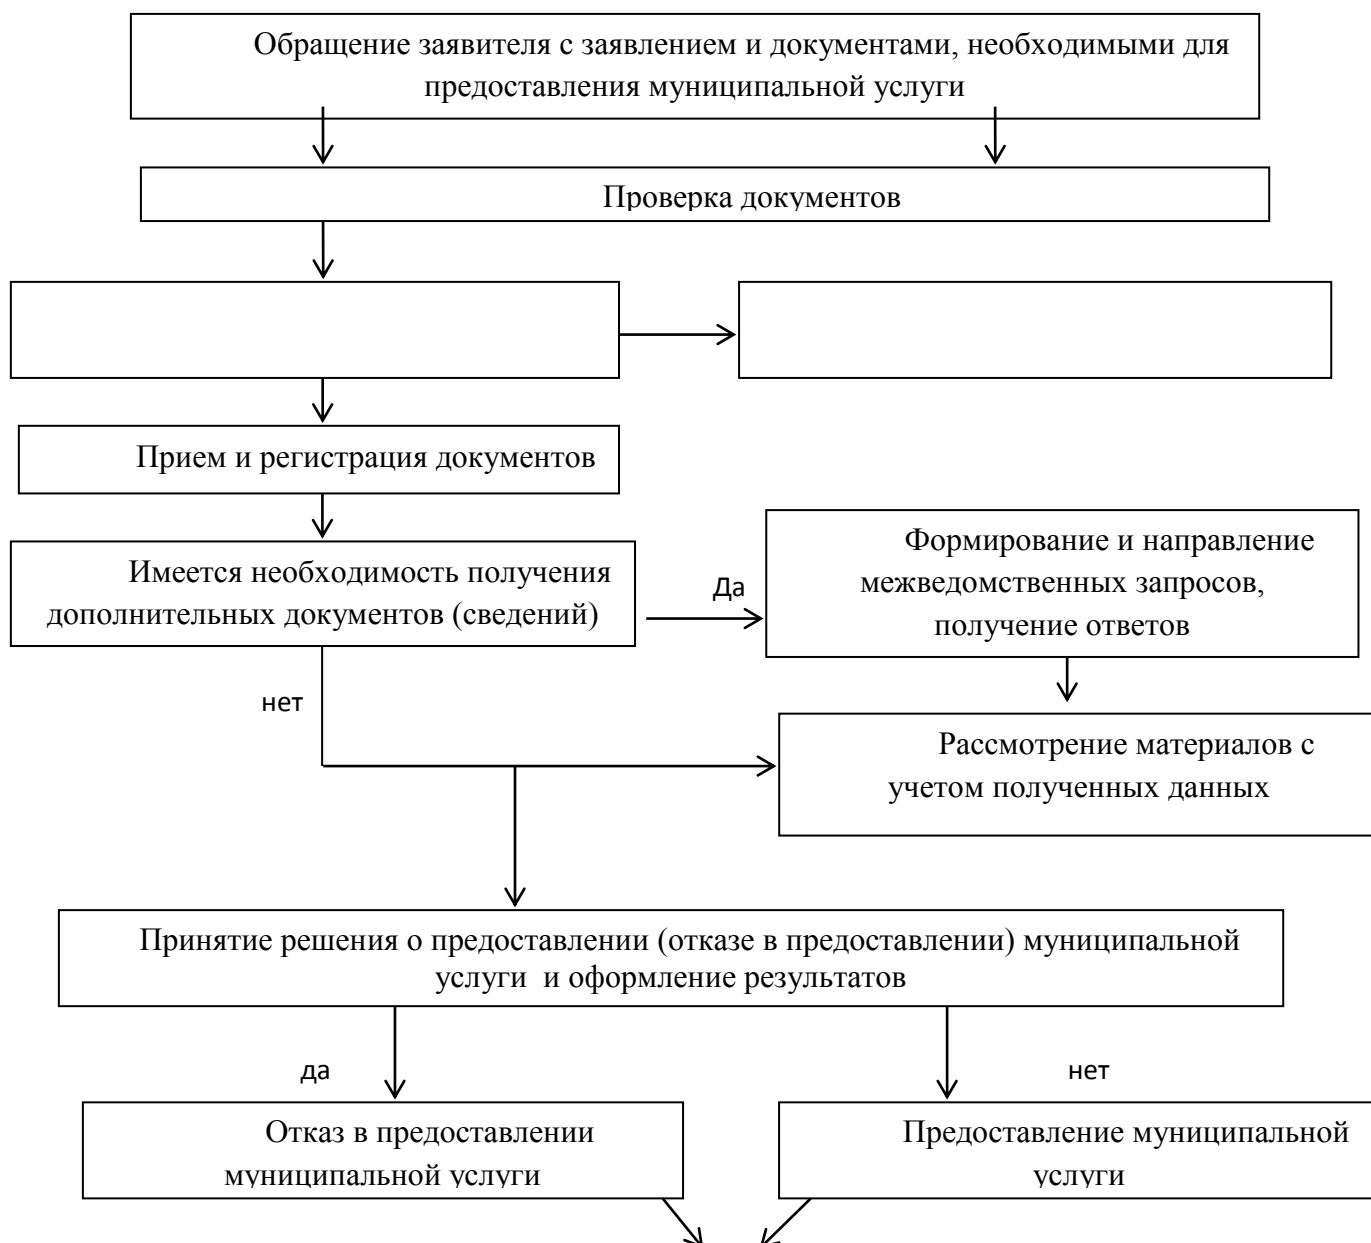 Обращение заявителя с заявлением и документами, необходимыми для
предоставления муниципальной услуги
Проверка документов
Прием и регистрация документов
Имеется необходимость получения
дополнительных документов (сведений)
Да
Формирование и направление
межведомственных запросов,
получение ответов
нет
Рассмотрение материалов с
учетом полученных данных
Принятие решения о предоставлении (отказе в предоставлении) муниципальной
услуги и оформление результатов
да
нет
Отказ в предоставлении
муниципальной услуги
Предоставление муниципальной
услуги